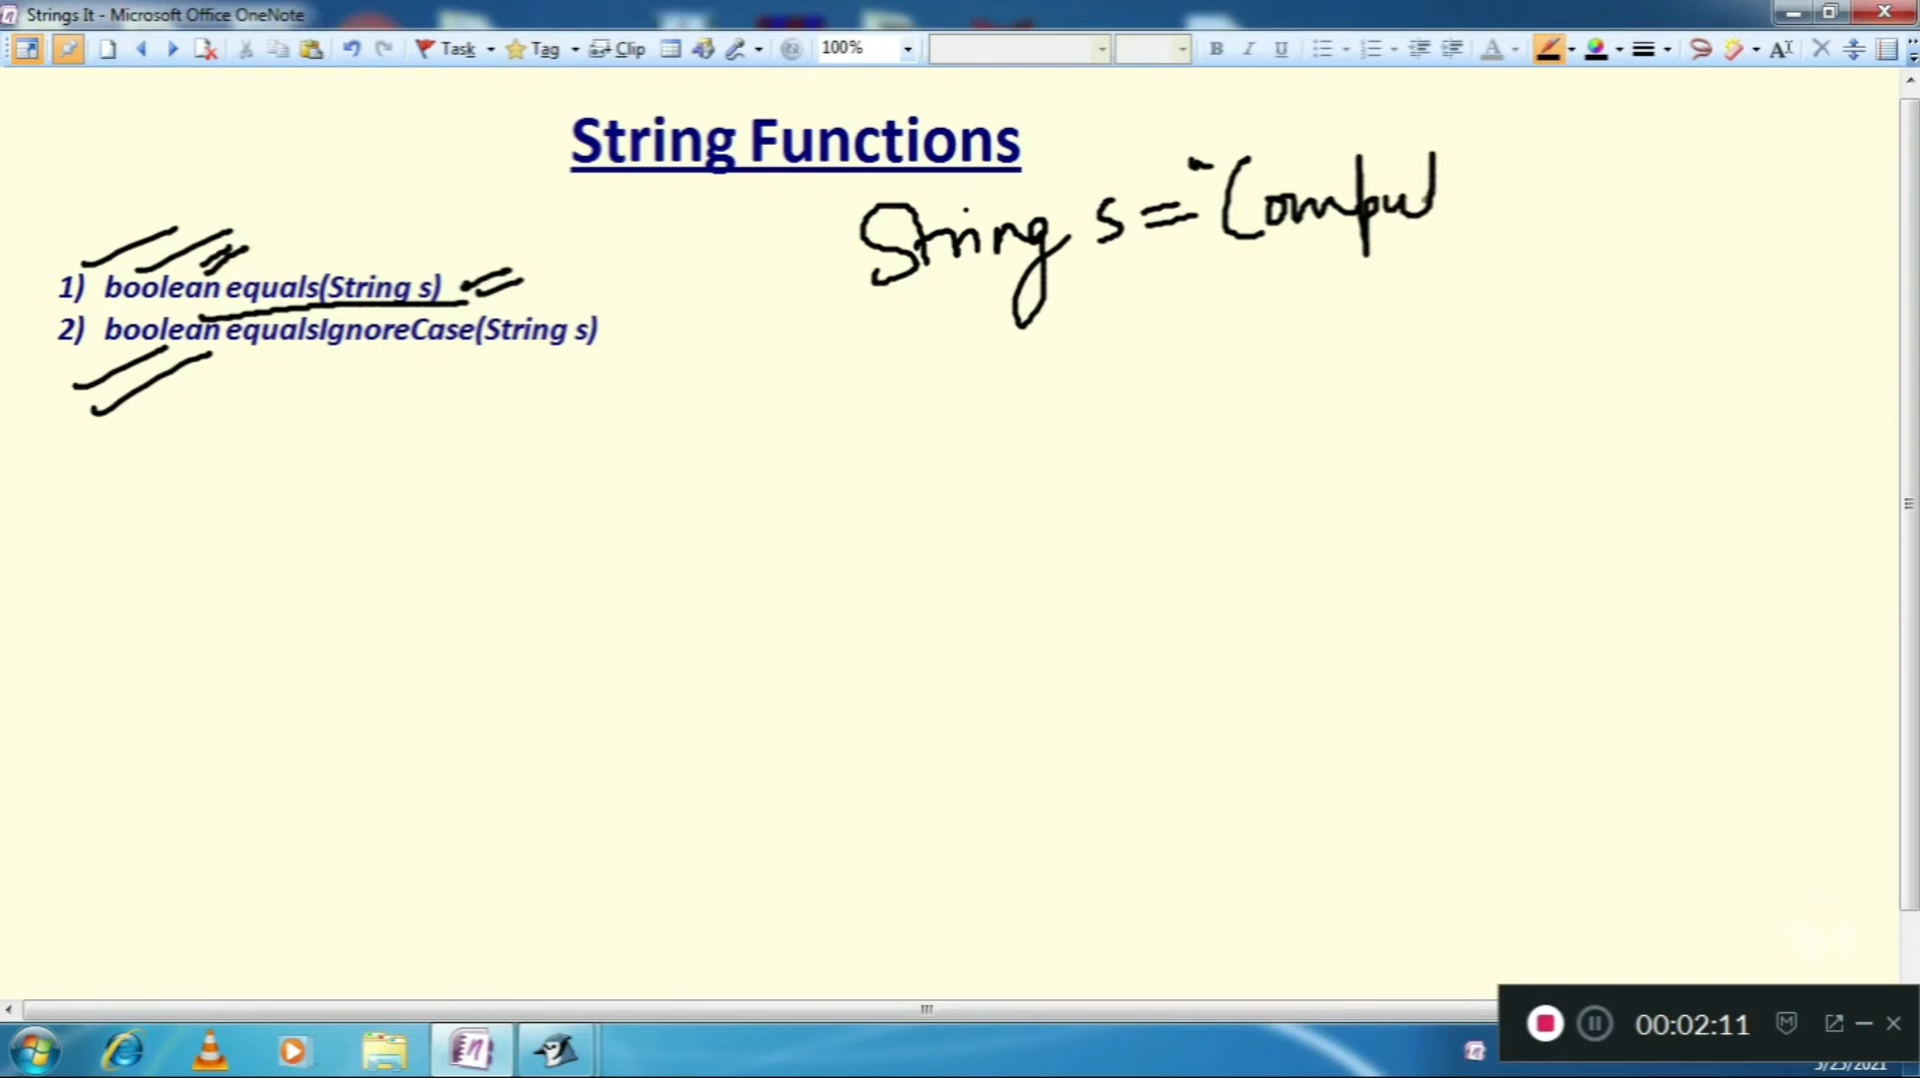 Strings It - Microsoft Office OneNote
Task Tag Clip 100% B I U
String Functions
String s = "Comput
1) boolean equals(String s)
2) boolean equalsIgnoreCase(String s)
00:02:11